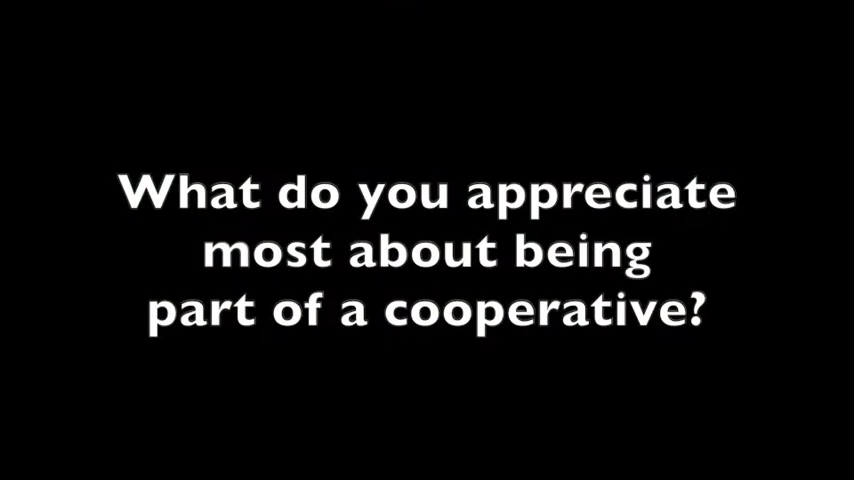 What do you appreciate
most about being
part of a cooperative?